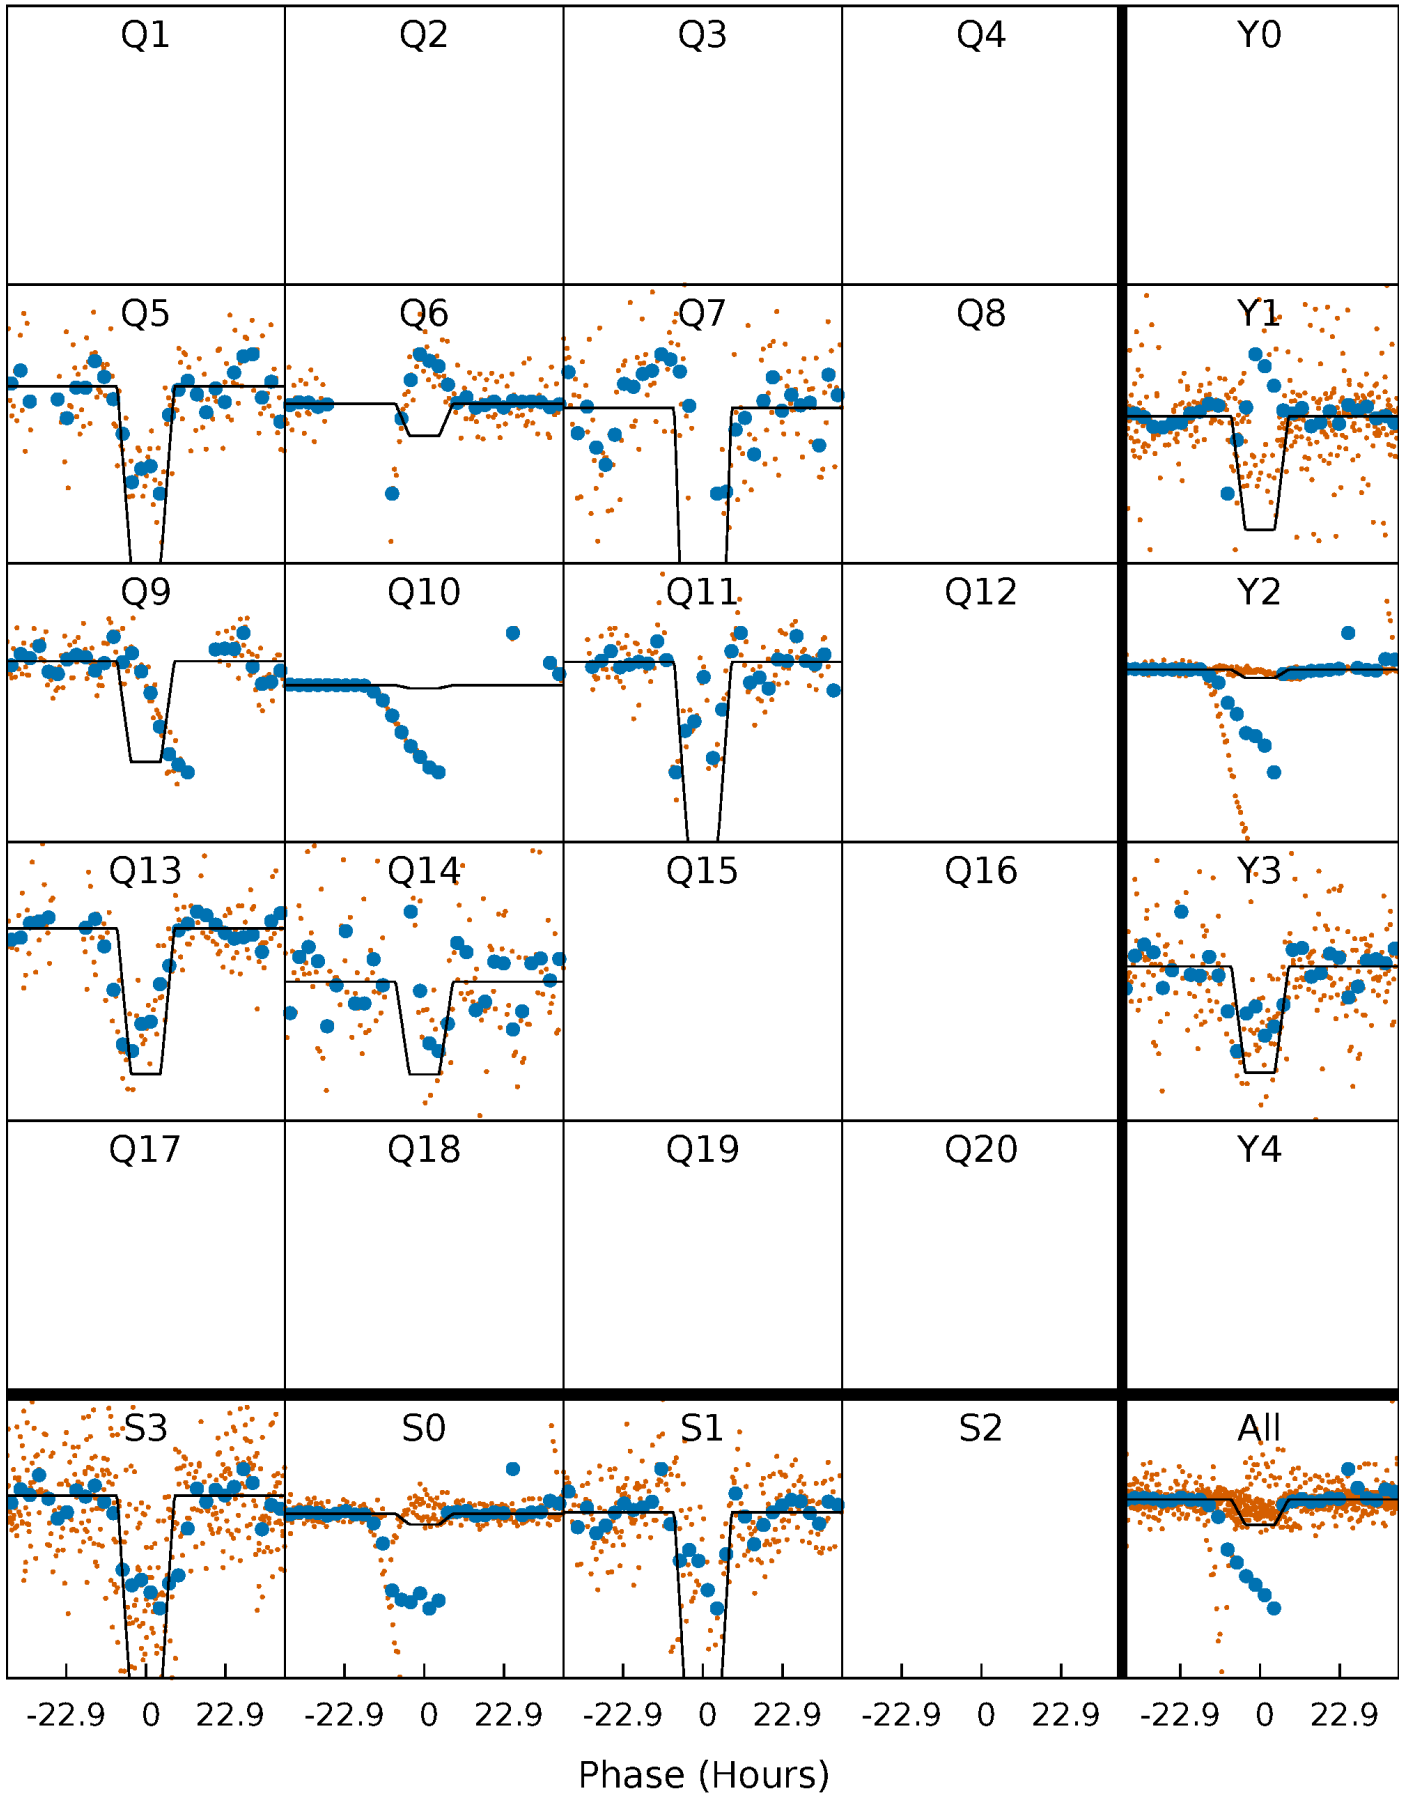 Q1 Q2 Q3 Q4 Y0
Q5 Q6 Q7 Q8 Y1
Q9 Q10 Q11 Q12 Y2
Q13 Q14 Q15 Q16 Y3
Q17 Q18 Q19 Q20 Y4
S3 S0 S1 S2 All
-22.9 0 22.9 -22.9 0 22.9 -22.9 0 22.9 -22.9 0 22.9 -22.9 0 22.9
Phase (Hours)